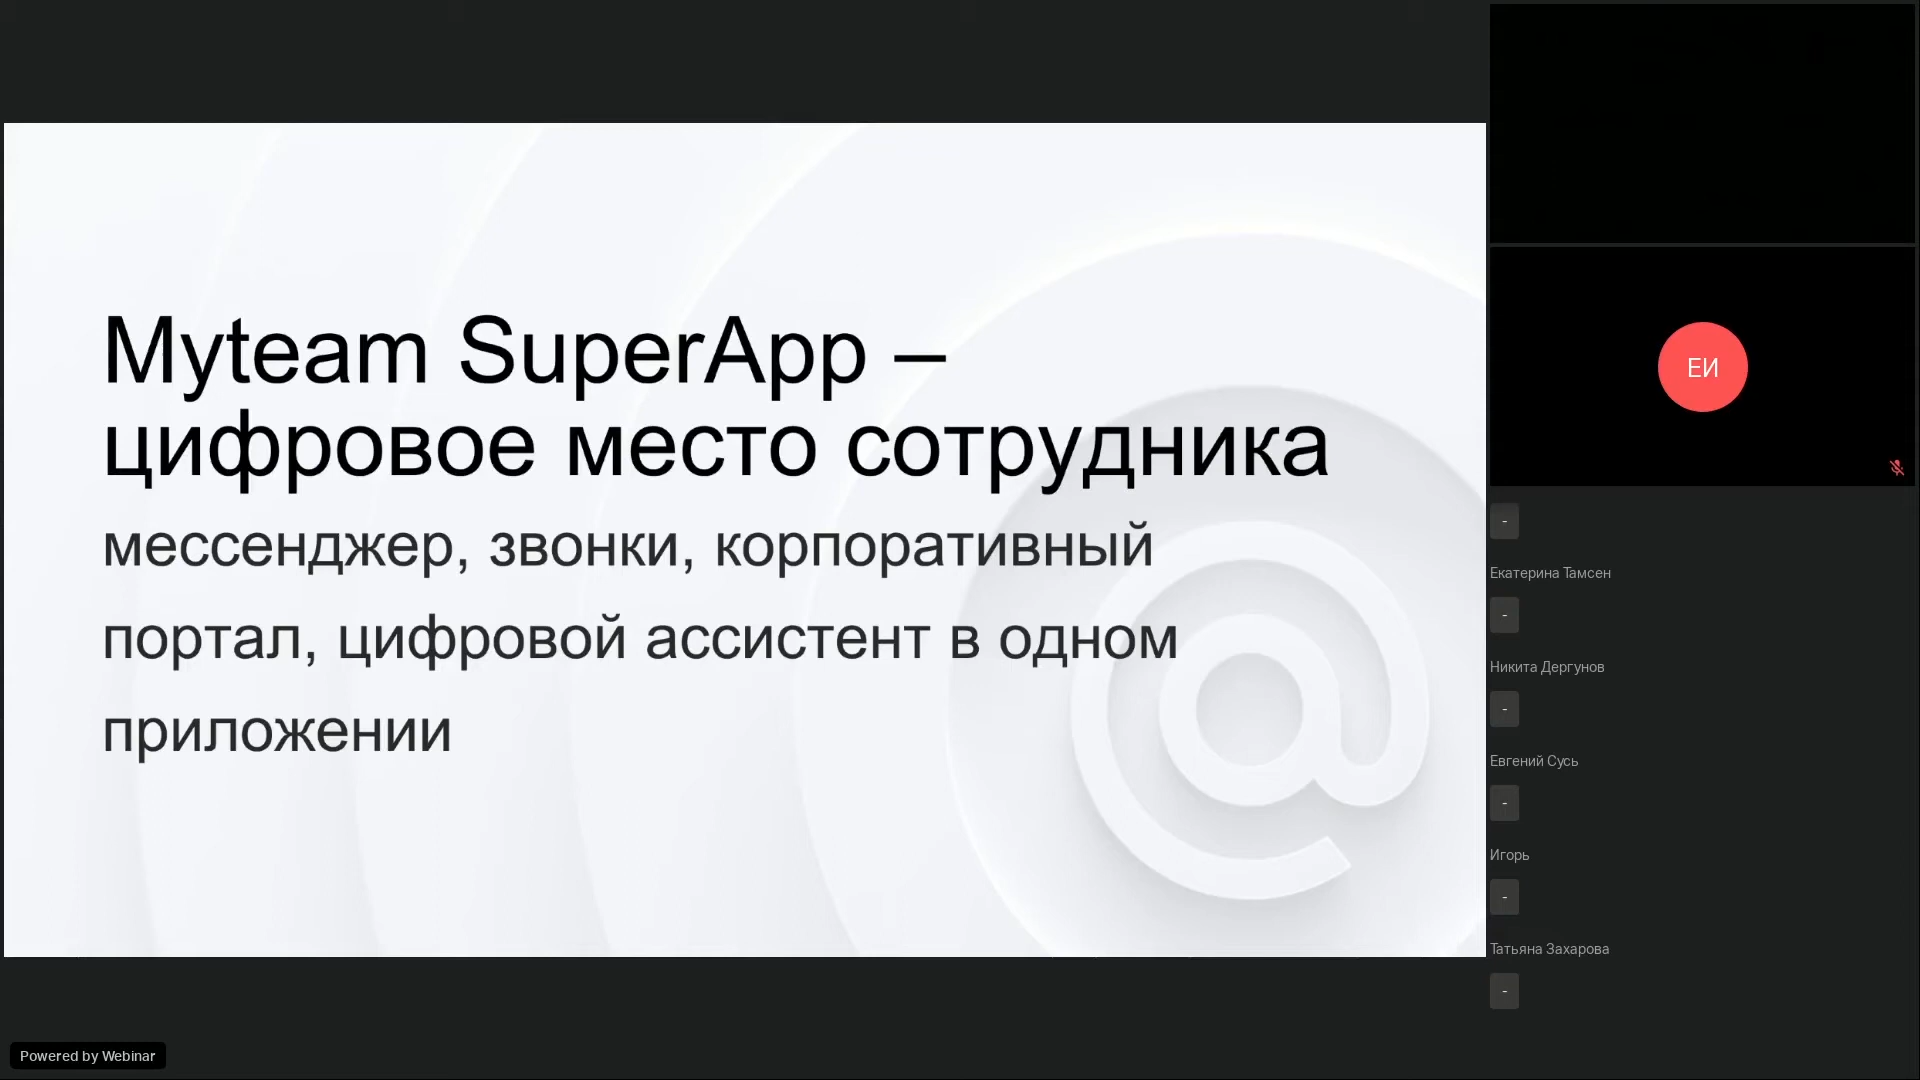 Myteam SuperApp –
цифровое место сотрудника
мессенджер, звонки, корпоративный
портал, цифровой ассистент в одном
приложении
ЕИ
-
Екатерина Тамсен
-
Никита Дергунов
-
Евгений Сусь
-
Игорь
-
Татьяна Захарова
-
Powered by Webinar